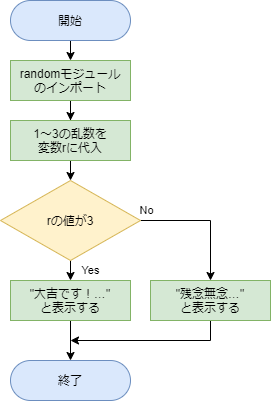 開始
randomモジュール
のインポート
1～3の乱数を
変数rに代入
rの値が3
No
Yes
"大吉です！…"
と表示する
"残念無念…"
と表示する
終了